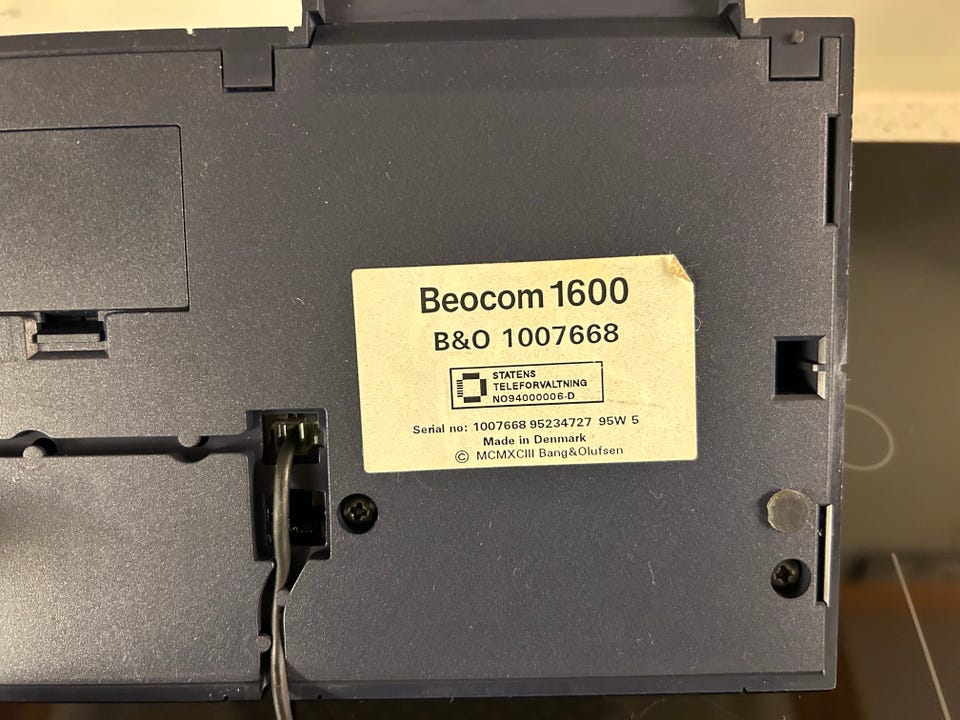 Beocom 1600
B&O 1007668
STATENS
TELEFORVALTNING
NO94000006-D
Serial no: 1007668 95234727 95W 5
Made in Denmark
© MCMXCIII Bang&Olufsen